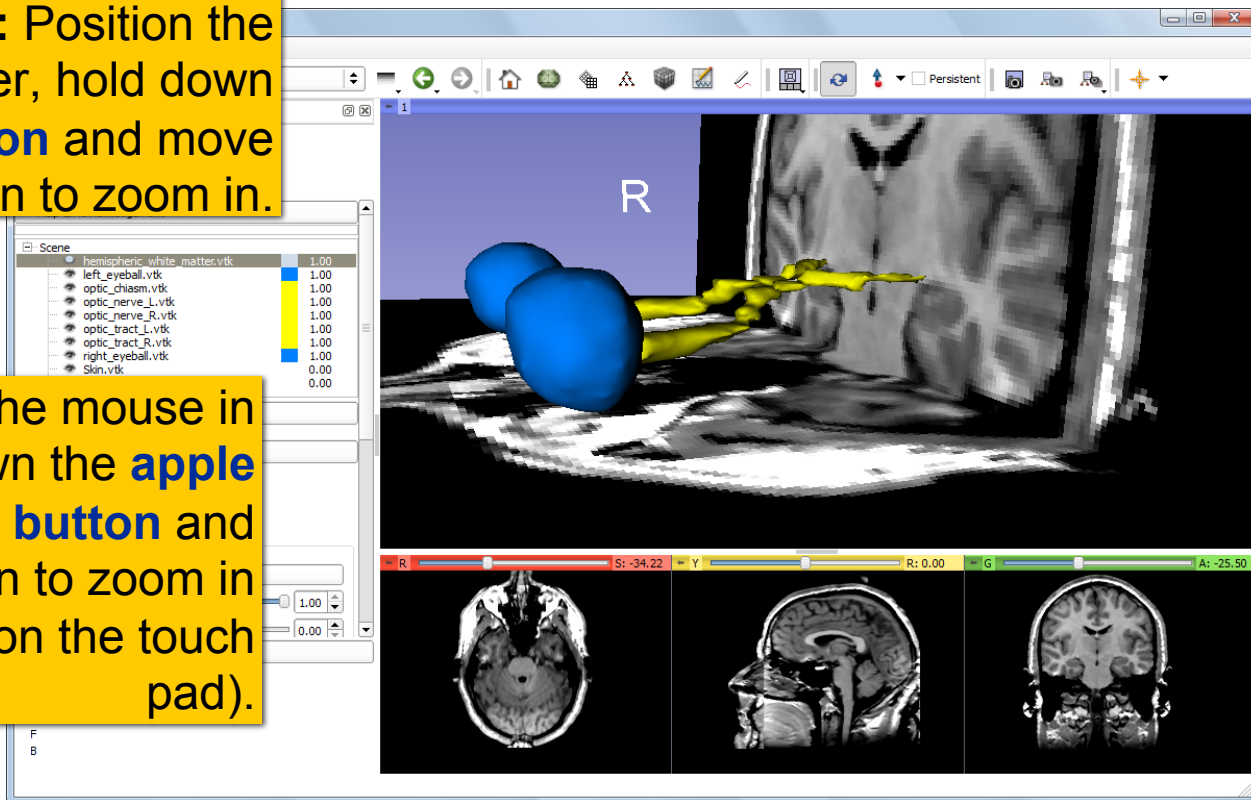 : Position the
er, hold down
on and move
n to zoom in.
Persistent
1
R
Scene
hemispheric_white_matter.vtk 1.00
left_eyeball.vtk 1.00
optic_chiasm.vtk 1.00
optic_nerve_L.vtk 1.00
optic_nerve_R.vtk 1.00
optic_tract_L.vtk 1.00
optic_tract_R.vtk 1.00
right_eyeball.vtk 1.00
Skin.vtk 0.00
0.00
he mouse in
wn the apple
button and
n to zoom in
on the touch
pad).
1.00
0.00
F
B
R S: -34.22
Y R: 0.00
G A: -25.50